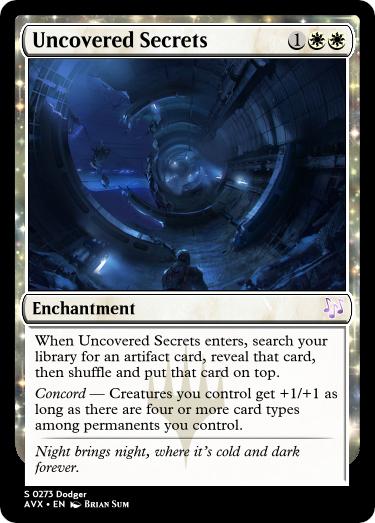 Uncovered Secrets 1
Enchantment
When Uncovered Secrets enters, search your
library for an artifact card, reveal that card,
then shuffle and put that card on top.
Concord — Creatures you control get +1/+1 as
long as there are four or more card types
among permanents you control.
Night brings night, where it's cold and dark
forever.
S 0273 Dodger
AVX • EN Brian Sum